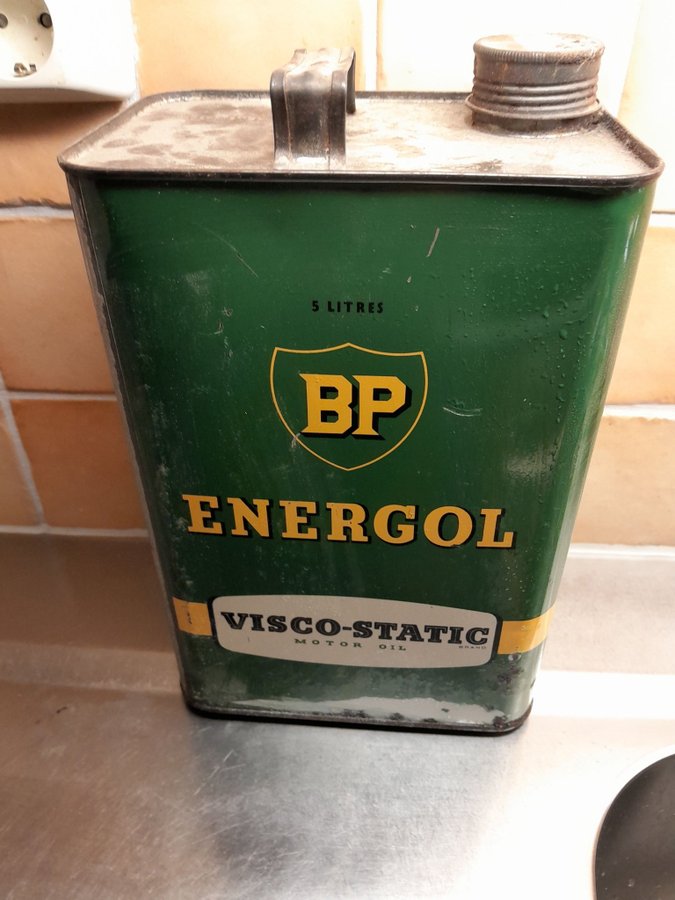 5 LITRES
BP
ENERGOL
VISCO-STATIC
MOTOR OIL
BRAND